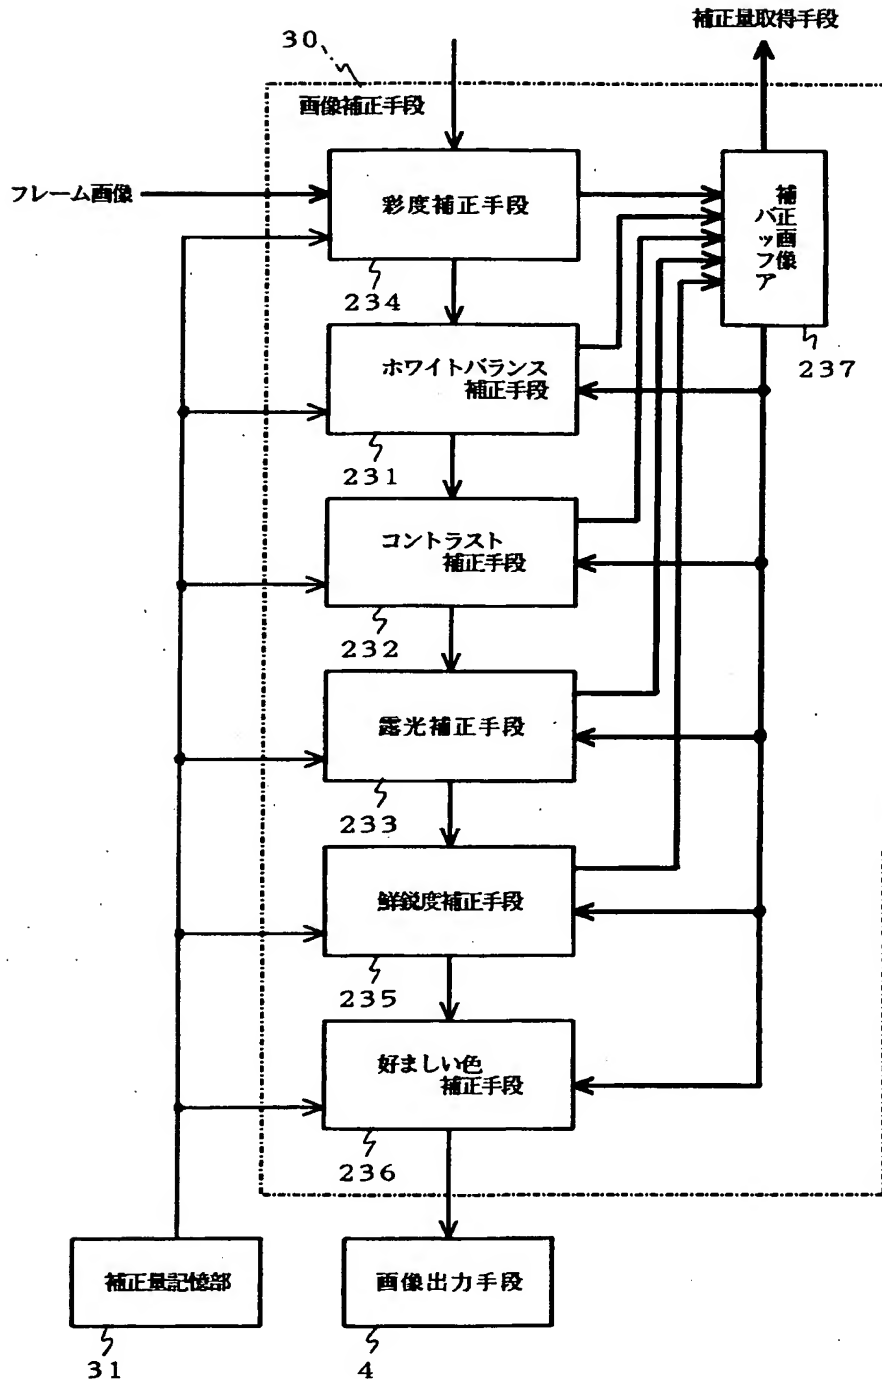 補正量取得手段
30
画像補正手段
フレーム画像
彩度補正手段
234
補正画像
バッファ
237
ホワイトバランス
補正手段
231
コントラスト
補正手段
232
露光補正手段
233
鮮鋭度補正手段
235
好ましい色
補正手段
236
補正量記憶部
31
画像出力手段
4